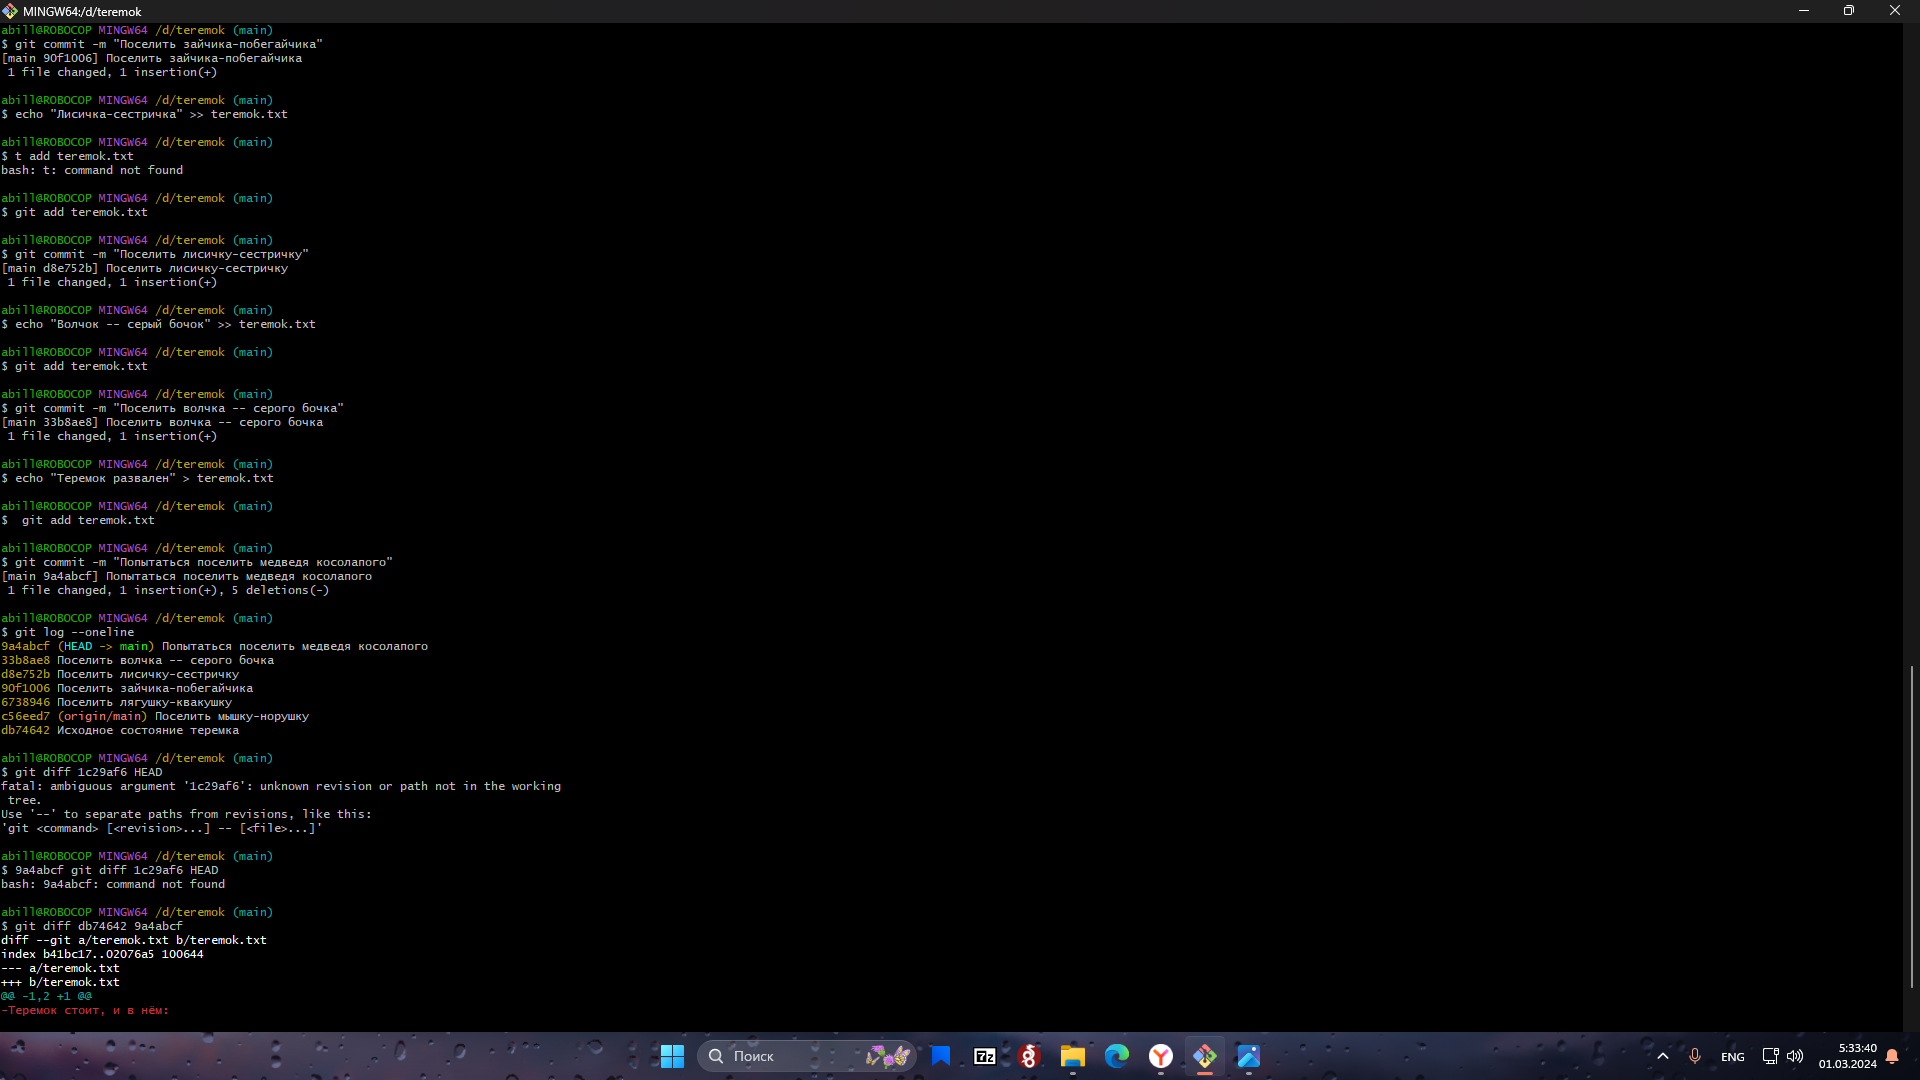 MINGW64:/d/teremok
abill@ROBOCOP MINGW64 /d/teremok (main)
$ git commit -m "Поселить зайчика-побегайчика"
[main 90f1006] Поселить зайчика-побегайчика
 1 file changed, 1 insertion(+)
abill@ROBOCOP MINGW64 /d/teremok (main)
$ echo "Лисичка-сестричка" >> teremok.txt
abill@ROBOCOP MINGW64 /d/teremok (main)
$ t add teremok.txt
bash: t: command not found
abill@ROBOCOP MINGW64 /d/teremok (main)
$ git add teremok.txt
abill@ROBOCOP MINGW64 /d/teremok (main)
$ git commit -m "Поселить лисичку-сестричку"
[main d8e752b] Поселить лисичку-сестричку
 1 file changed, 1 insertion(+)
abill@ROBOCOP MINGW64 /d/teremok (main)
$ echo "Волчок -- серый бочок" >> teremok.txt
abill@ROBOCOP MINGW64 /d/teremok (main)
$ git add teremok.txt
abill@ROBOCOP MINGW64 /d/teremok (main)
$ git commit -m "Поселить волчка -- серого бочка"
[main 33b8ae8] Поселить волчка -- серого бочка
 1 file changed, 1 insertion(+)
abill@ROBOCOP MINGW64 /d/teremok (main)
$ echo "Теремок развален" > teremok.txt
abill@ROBOCOP MINGW64 /d/teremok (main)
$  git add teremok.txt
abill@ROBOCOP MINGW64 /d/teremok (main)
$ git commit -m "Попытаться поселить медведя косолапого"
[main 9a4abcf] Попытаться поселить медведя косолапого
 1 file changed, 1 insertion(+), 5 deletions(-)
abill@ROBOCOP MINGW64 /d/teremok (main)
$ git log --oneline
9a4abcf (HEAD -> main) Попытаться поселить медведя косолапого
33b8ae8 Поселить волчка -- серого бочка
d8e752b Поселить лисичку-сестричку
90f1006 Поселить зайчика-побегайчика
6738946 Поселить лягушку-квакушку
c56eed7 (origin/main) Поселить мышку-норушку
db74642 Исходное состояние теремка
abill@ROBOCOP MINGW64 /d/teremok (main)
$ git diff 1c29af6 HEAD
fatal: ambiguous argument '1c29af6': unknown revision or path not in the working
 tree.
Use '--' to separate paths from revisions, like this:
'git <command> [<revision>...] -- [<file>...]'
abill@ROBOCOP MINGW64 /d/teremok (main)
$ 9a4abcf git diff 1c29af6 HEAD
bash: 9a4abcf: command not found
abill@ROBOCOP MINGW64 /d/teremok (main)
$ git diff db74642 9a4abcf
diff --git a/teremok.txt b/teremok.txt
index b41bc17..02076a5 100644
--- a/teremok.txt
+++ b/teremok.txt
@@ -1,2 +1 @@
-Теремок стоит, и в нём:
Поиск
7z
ENG
5:33:40
01.03.2024